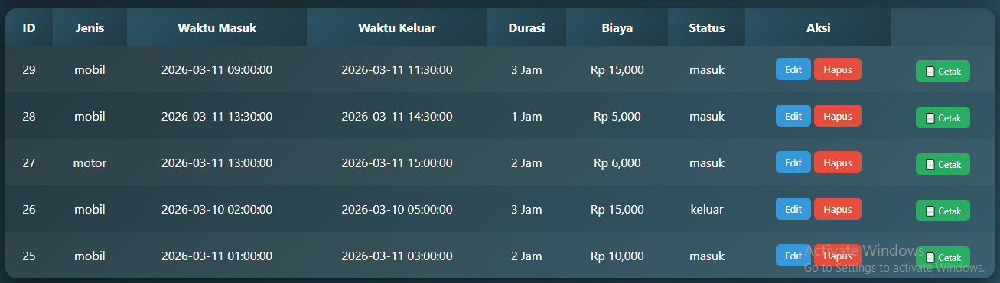 ID Jenis Waktu Masuk Waktu Keluar Durasi Biaya Status Aksi
29 mobil 2026-03-11 09:00:00 2026-03-11 11:30:00 3 Jam Rp 15,000 masuk Edit Hapus Cetak
28 mobil 2026-03-11 13:30:00 2026-03-11 14:30:00 1 Jam Rp 5,000 masuk Edit Hapus Cetak
27 motor 2026-03-11 13:00:00 2026-03-11 15:00:00 2 Jam Rp 6,000 masuk Edit Hapus Cetak
26 mobil 2026-03-10 02:00:00 2026-03-10 05:00:00 3 Jam Rp 15,000 keluar Edit Hapus Cetak
25 mobil 2026-03-11 01:00:00 2026-03-11 03:00:00 2 Jam Rp 10,000 masuk Edit Hapus Cetak
Activate Windows
Go to Settings to activate Windows.